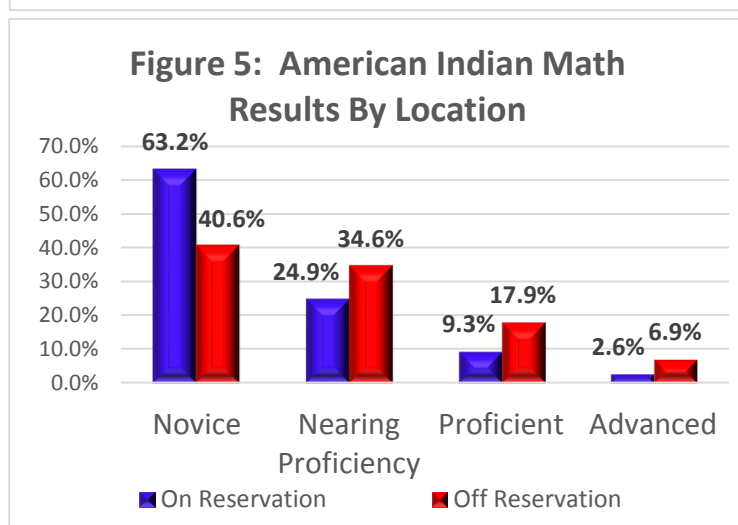 Figure 5:  American Indian Math
Results By Location
70.0%
60.0%
50.0%
40.0%
30.0%
20.0%
10.0%
0.0%
63.2%
40.6%
24.9%
34.6%
9.3%
17.9%
2.6%
6.9%
Novice
Nearing
Proficiency
Proficient
Advanced
On Reservation
Off Reservation